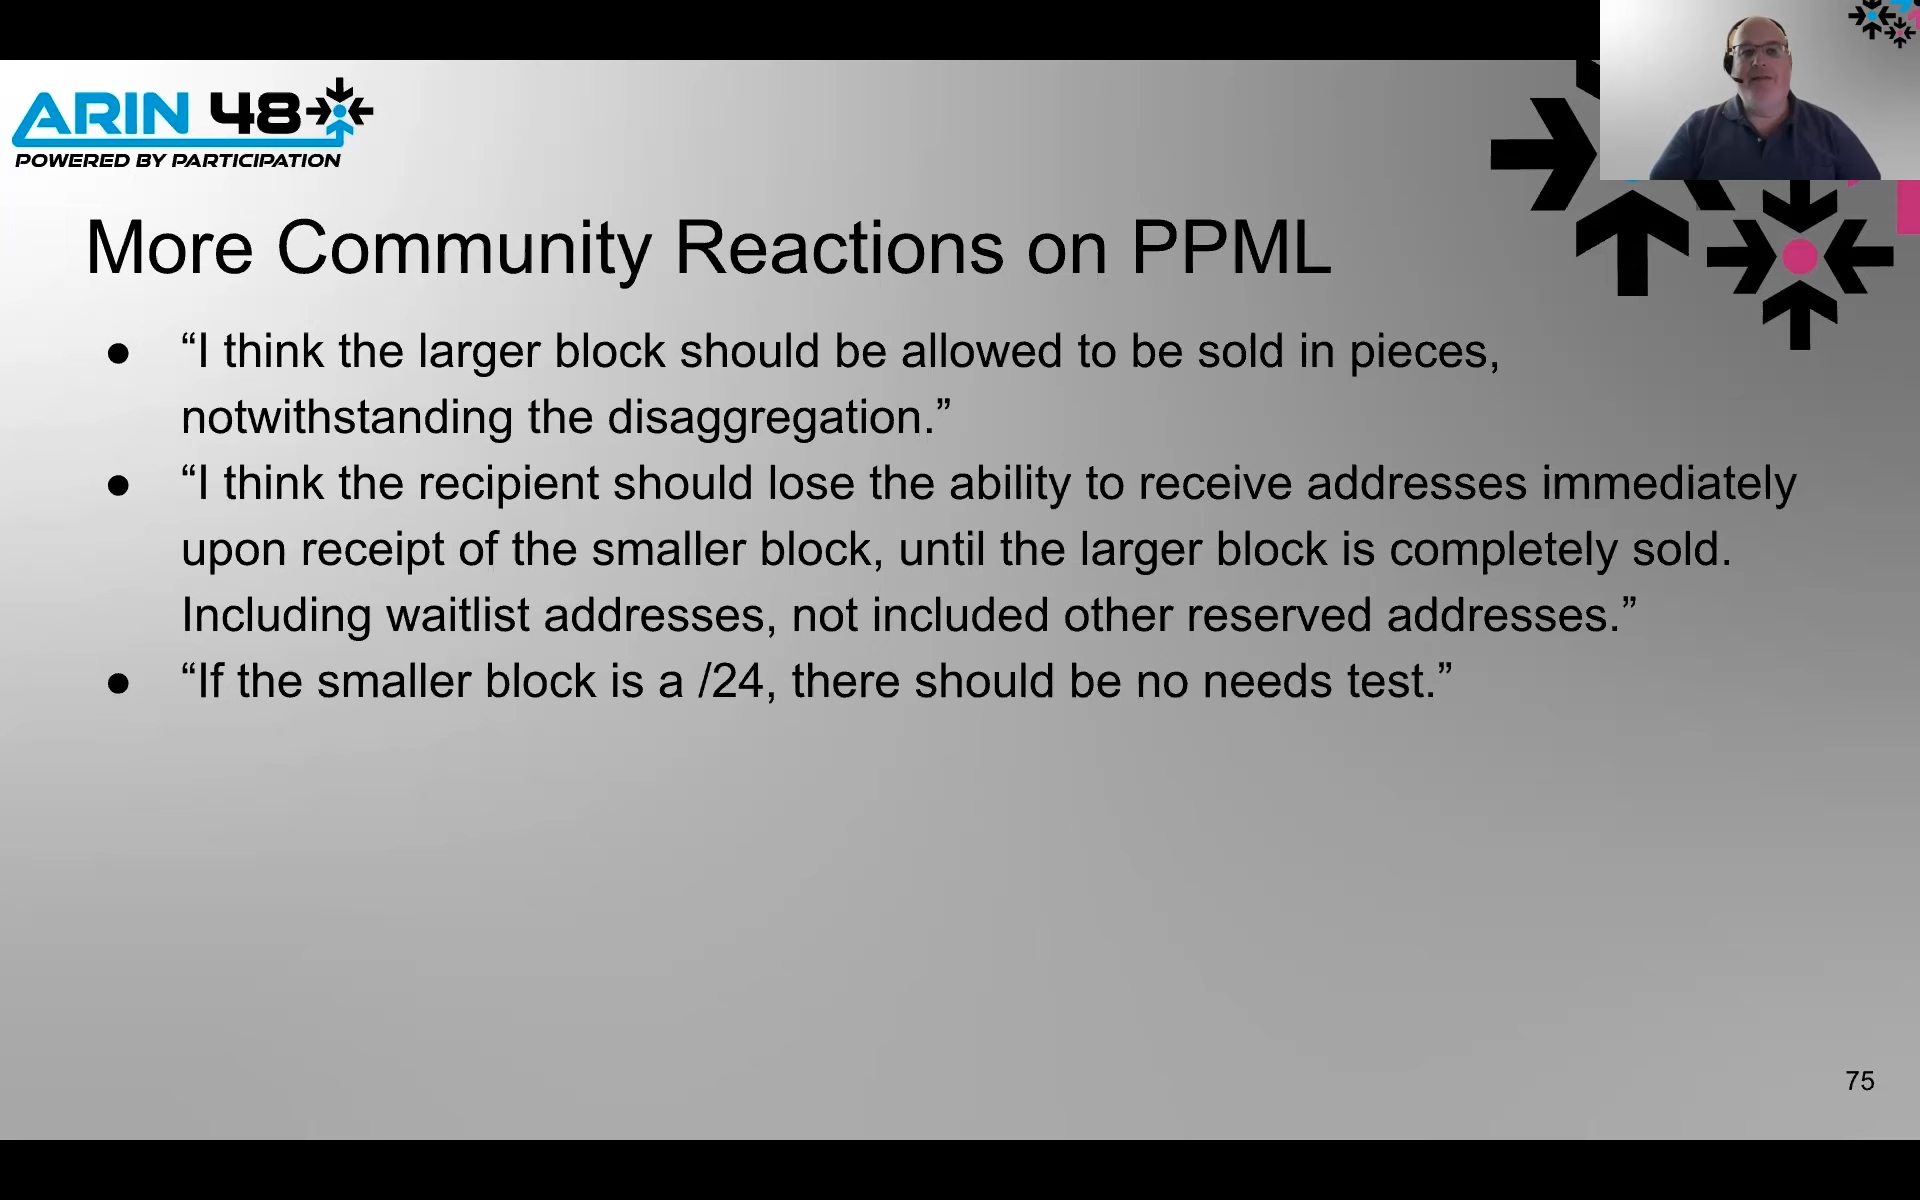 ARIN 48
POWERED BY PARTICIPATION
More Community Reactions on PPML
● “I think the larger block should be allowed to be sold in pieces,
notwithstanding the disaggregation.”
● “I think the recipient should lose the ability to receive addresses immediately
upon receipt of the smaller block, until the larger block is completely sold.
Including waitlist addresses, not included other reserved addresses.”
● “If the smaller block is a /24, there should be no needs test.”
75